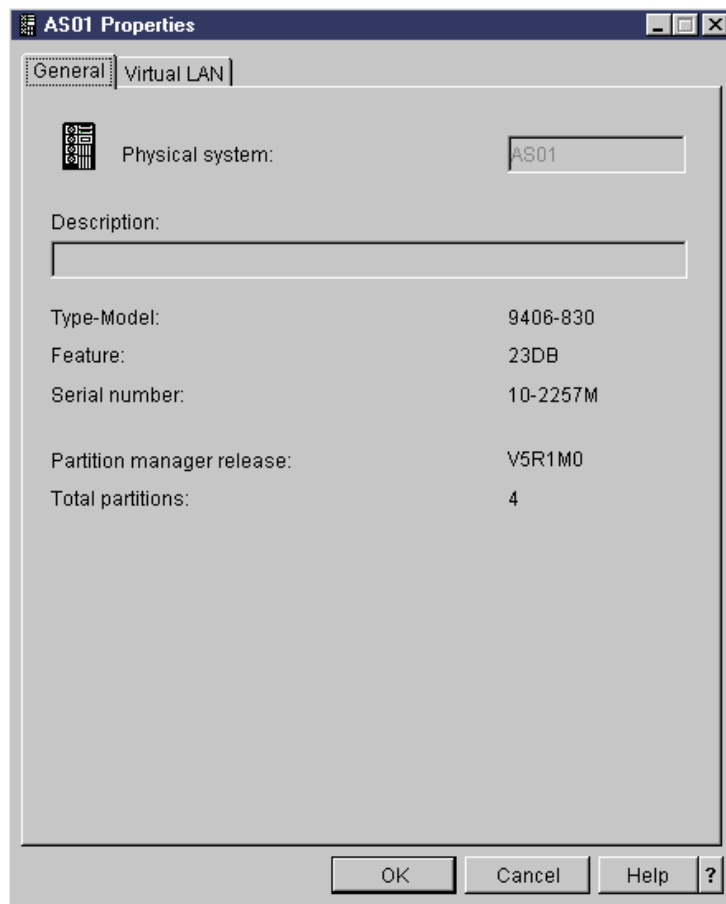 AS01 Properties
General Virtual LAN
Physical system: AS01
Description:
Type-Model: 9406-830
Feature: 23DB
Serial number: 10-2257M
Partition manager release: V5R1M0
Total partitions: 4
OK Cancel Help ?